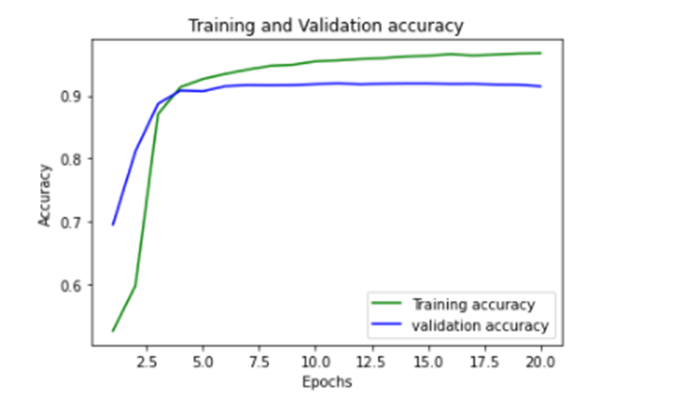 Training and Validation accuracy
Accuracy
0.9
0.8
0.7
0.6
Training accuracy
validation accuracy
2.5 5.0 7.5 10.0 12.5 15.0 17.5 20.0
Epochs